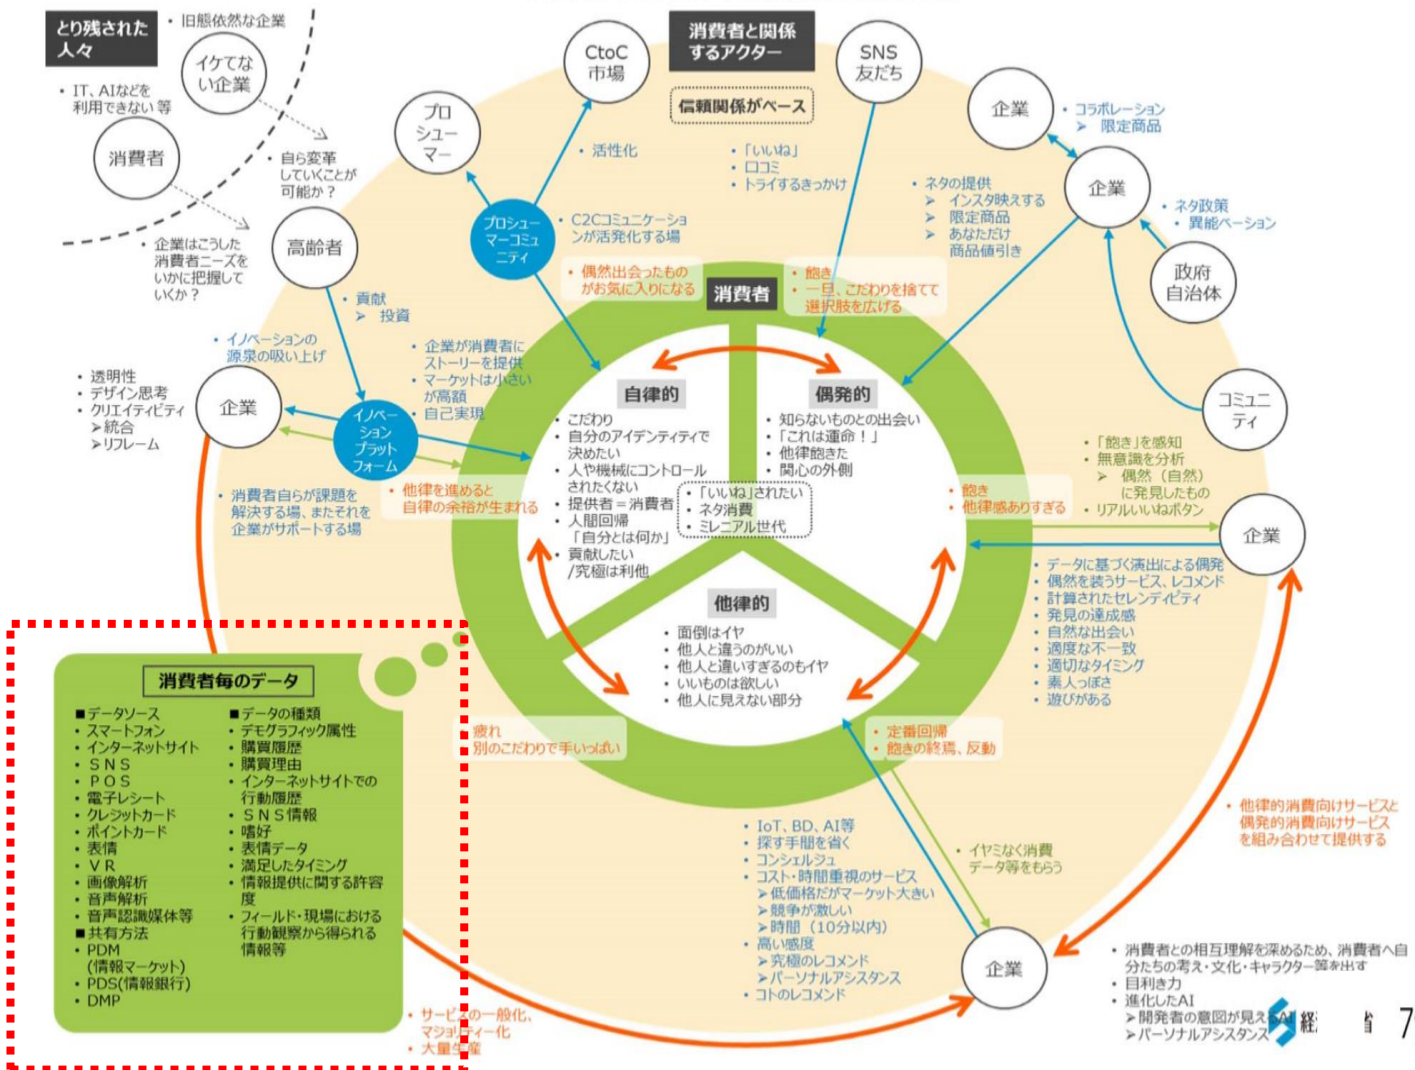 とり残された
人々
• 旧態依然な企業
イケてな
い企業
• IT、AIなどを
利用できない 等
消費者
• 自ら変革
していくことが
可能か？
• 企業はこうした
消費者ニーズを
いかに把握して
いくか？
高齢者
プロ
シュー
マー
CtoC
市場
消費者と関係
するアクター
信頼関係がベース
SNS
友だち
企業
• コラボレーション
➢ 限定商品
企業
• ネタ政策
• 異能ベーション
政府
自治体
コミュニ
ティ
• 活性化
プロシュー
マーコミュ
ニティ
• C2Cコミュニケーショ
ンが活発化する場
• 「いいね」
• 口コミ
• トライするきっかけ
• ネタの提供
➢ インスタ映えする
➢ 限定商品
➢ あなただけ
商品値引き
• 偶然出会ったもの
がお気に入りになる
消費者
• 飽き
• 一旦、こだわりを捨てて
選択肢を広げる
• 貢献
➢ 投資
• イノベーションの
源泉の吸い上げ
• 企業が消費者に
ストーリーを提供
• マーケットは小さい
が高額
• 自己実現
• 透明性
• デザイン思考
• クリエイティビティ
➢統合
➢リフレーム
企業
イノベー
ション
プラット
フォーム
• 消費者自らが課題を
解決する場、またそれを
企業がサポートする場
• 他律を進めると
自律の余裕が生まれる
自律的
• こだわり
• 自分のアイデンティティで
決めたい
• 人や機械にコントロール
されたくない
• 提供者＝消費者
• 人間回帰
「自分とは何か」
• 貢献したい
/究極は利他
偶発的
• 知らないものとの出会い
• 「これは運命！」
• 他律飽きた
• 関心の外側
• 「いいね」されたい
• ネタ消費
• ミレニアル世代
他律的
• 面倒はイヤ
• 他人と違うのがいい
• 他人と違いすぎるのもイヤ
• いいものは欲しい
• 他人に見えない部分
• 飽き
• 他律感ありすぎる
• 「飽き」を感知
• 無意識を分析
➢ 偶然（自然）
に発見したもの
• リアルいいねボタン
企業
• データに基づく演出による偶発
• 偶然を装うサービス、レコメンド
• 計算されたセレンディピティ
• 発見の達成感
• 自然な出会い
• 適度な不一致
• 適切なタイミング
• 素人っぽさ
• 遊びがある
• 疲れ
• 別のこだわりで手いっぱい
• 定番回帰
• 飽きの終焉、反動
消費者毎のデータ
■データソース
• スマートフォン
• インターネットサイト
• ＳＮＳ
• ＰＯＳ
• 電子レシート
• クレジットカード
• ポイントカード
• 表情
• ＶＲ
• 画像解析
• 音声解析
• 音声認識媒体等
■共有方法
• PDM
(情報マーケット)
• PDS(情報銀行)
• DMP
■データの種類
• デモグラフィック属性
• 購買履歴
• 購買理由
• インターネットサイトでの
行動履歴
• ＳＮＳ情報
• 嗜好
• 表情データ
• 満足したタイミング
• 情報提供に関する許容
度
• フィールド・現場における
行動観察から得られる
情報等
• サービスの一般化、
マジョリティー化
• 大量生産
• IoT、BD、AI等
• 探す手間を省く
• コンシェルジュ
• コスト・時間重視のサービス
➢低価格だがマーケット大きい
➢競争が激しい
➢時間（10分以内）
• 高い感度
➢究極のレコメンド
➢パーソナルアシスタンス
• コトのレコメンド
• イヤミなく消費
データ等をもらう
企業
• 他律的消費向けサービスと
偶発的消費向けサービス
を組み合わせて提供する
• 消費者との相互理解を深めるため、消費者へ自
分たちの考え・文化・キャラクター等を出す
• 目利き力
• 進化したAI
➢開発者の意図が見えるAI
➢パーソナルアシスタンス
経 省
7